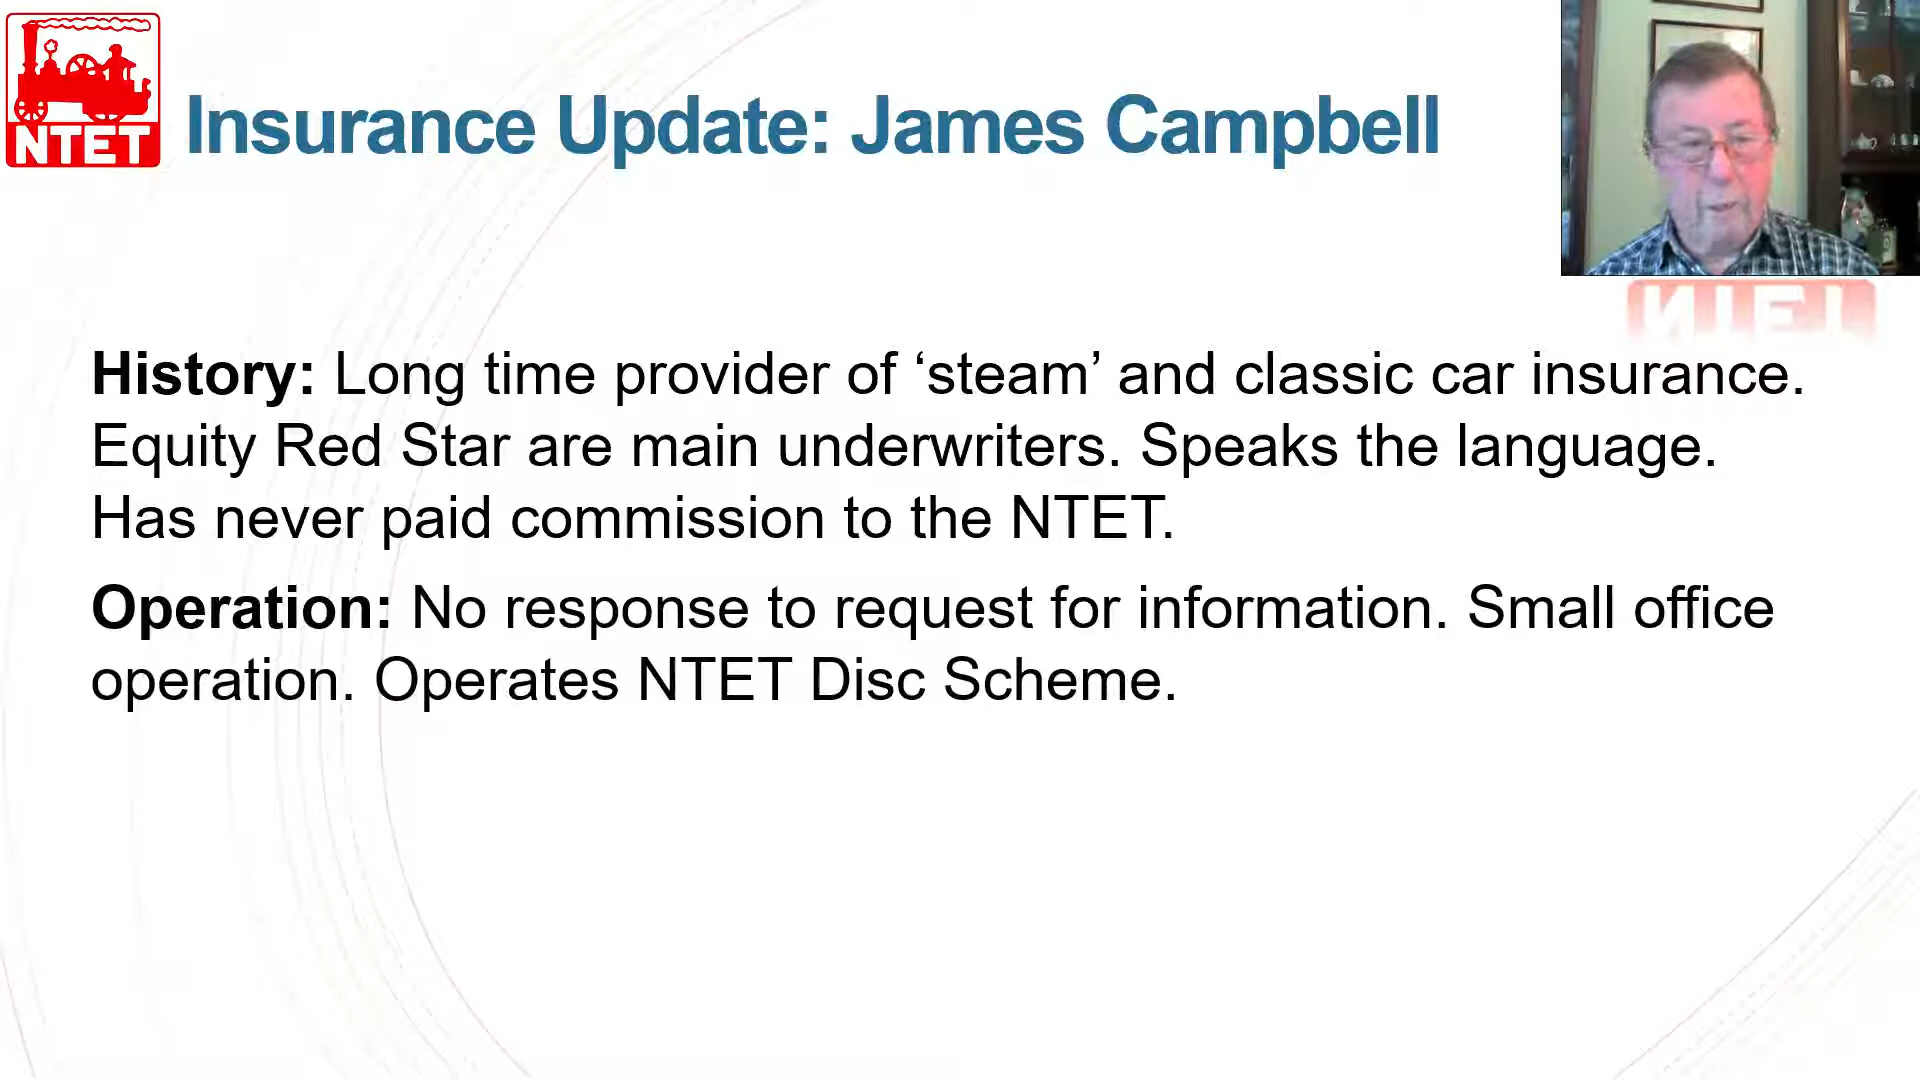 NTET
Insurance Update: James Campbell
History: Long time provider of ‘steam’ and classic car insurance.
Equity Red Star are main underwriters. Speaks the language.
Has never paid commission to the NTET.
Operation: No response to request for information. Small office
operation. Operates NTET Disc Scheme.